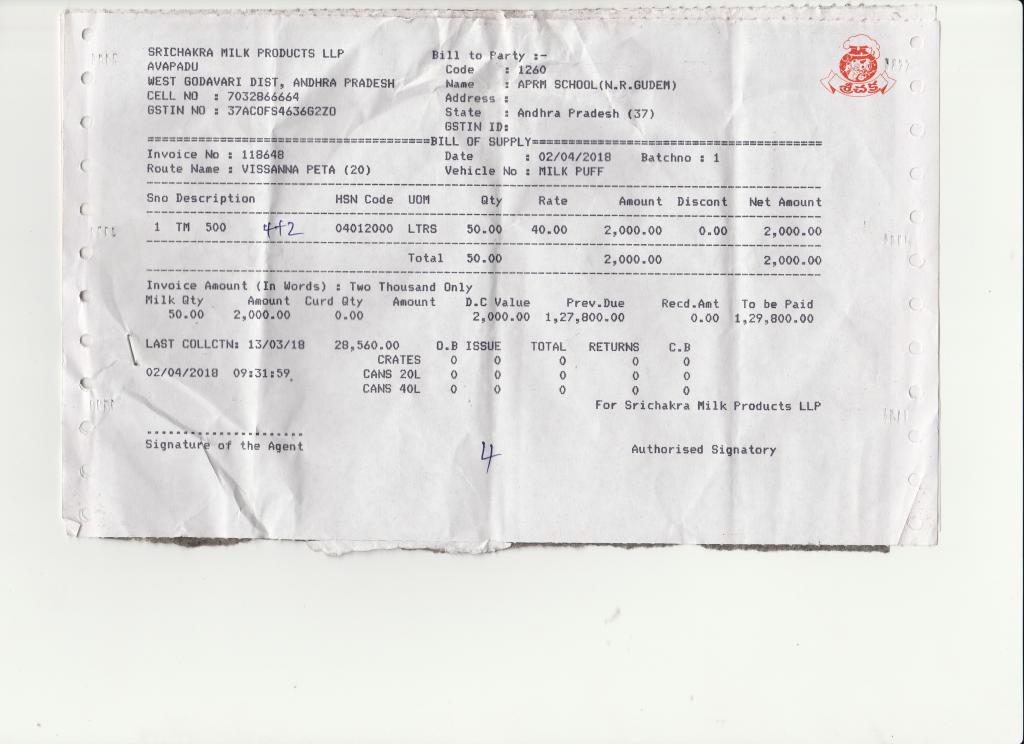 SRICHAKRA MILK PRODUCTS LLP
AVAPADU
WEST GODAVARI DIST, ANDHRA PRADESH
CELL NO : 7032866664
GSTIN NO : 37ACOFS4636G2ZO
Bill to Party :-
Code : 1260
Name : APRM SCHOOL(N.R.GUDEM)
Address :
State : Andhra Pradesh (37)
GSTIN ID:
దీపక్
====================BILL OF SUPPLY====================
Invoice No : 118648 Date : 02/04/2018 Batchno : 1
Route Name : VISSANNA PETA (20) Vehicle No : MILK PUFF
Sno Description HSN Code UOM Qty Rate Amount Discont Net Amount
1 TM 500 4+2 04012000 LTRS 50.00 40.00 2,000.00 0.00 2,000.00
Total 50.00 2,000.00 2,000.00
Invoice Amount (In Words) : Two Thousand Only
Milk Qty Amount Curd Qty Amount D.C Value Prev.Due Recd.Amt To be Paid
50.00 2,000.00 0.00 2,000.00 1,27,800.00 0.00 1,29,800.00
LAST COLLCTN: 13/03/18 28,560.00 O.B ISSUE TOTAL RETURNS C.B
CRATES 0 0 0 0 0
02/04/2018 09:31:59 CANS 20L 0 0 0 0 0
CANS 40L 0 0 0 0 0
For Srichakra Milk Products LLP
Signature of the Agent 4 Authorised Signatory